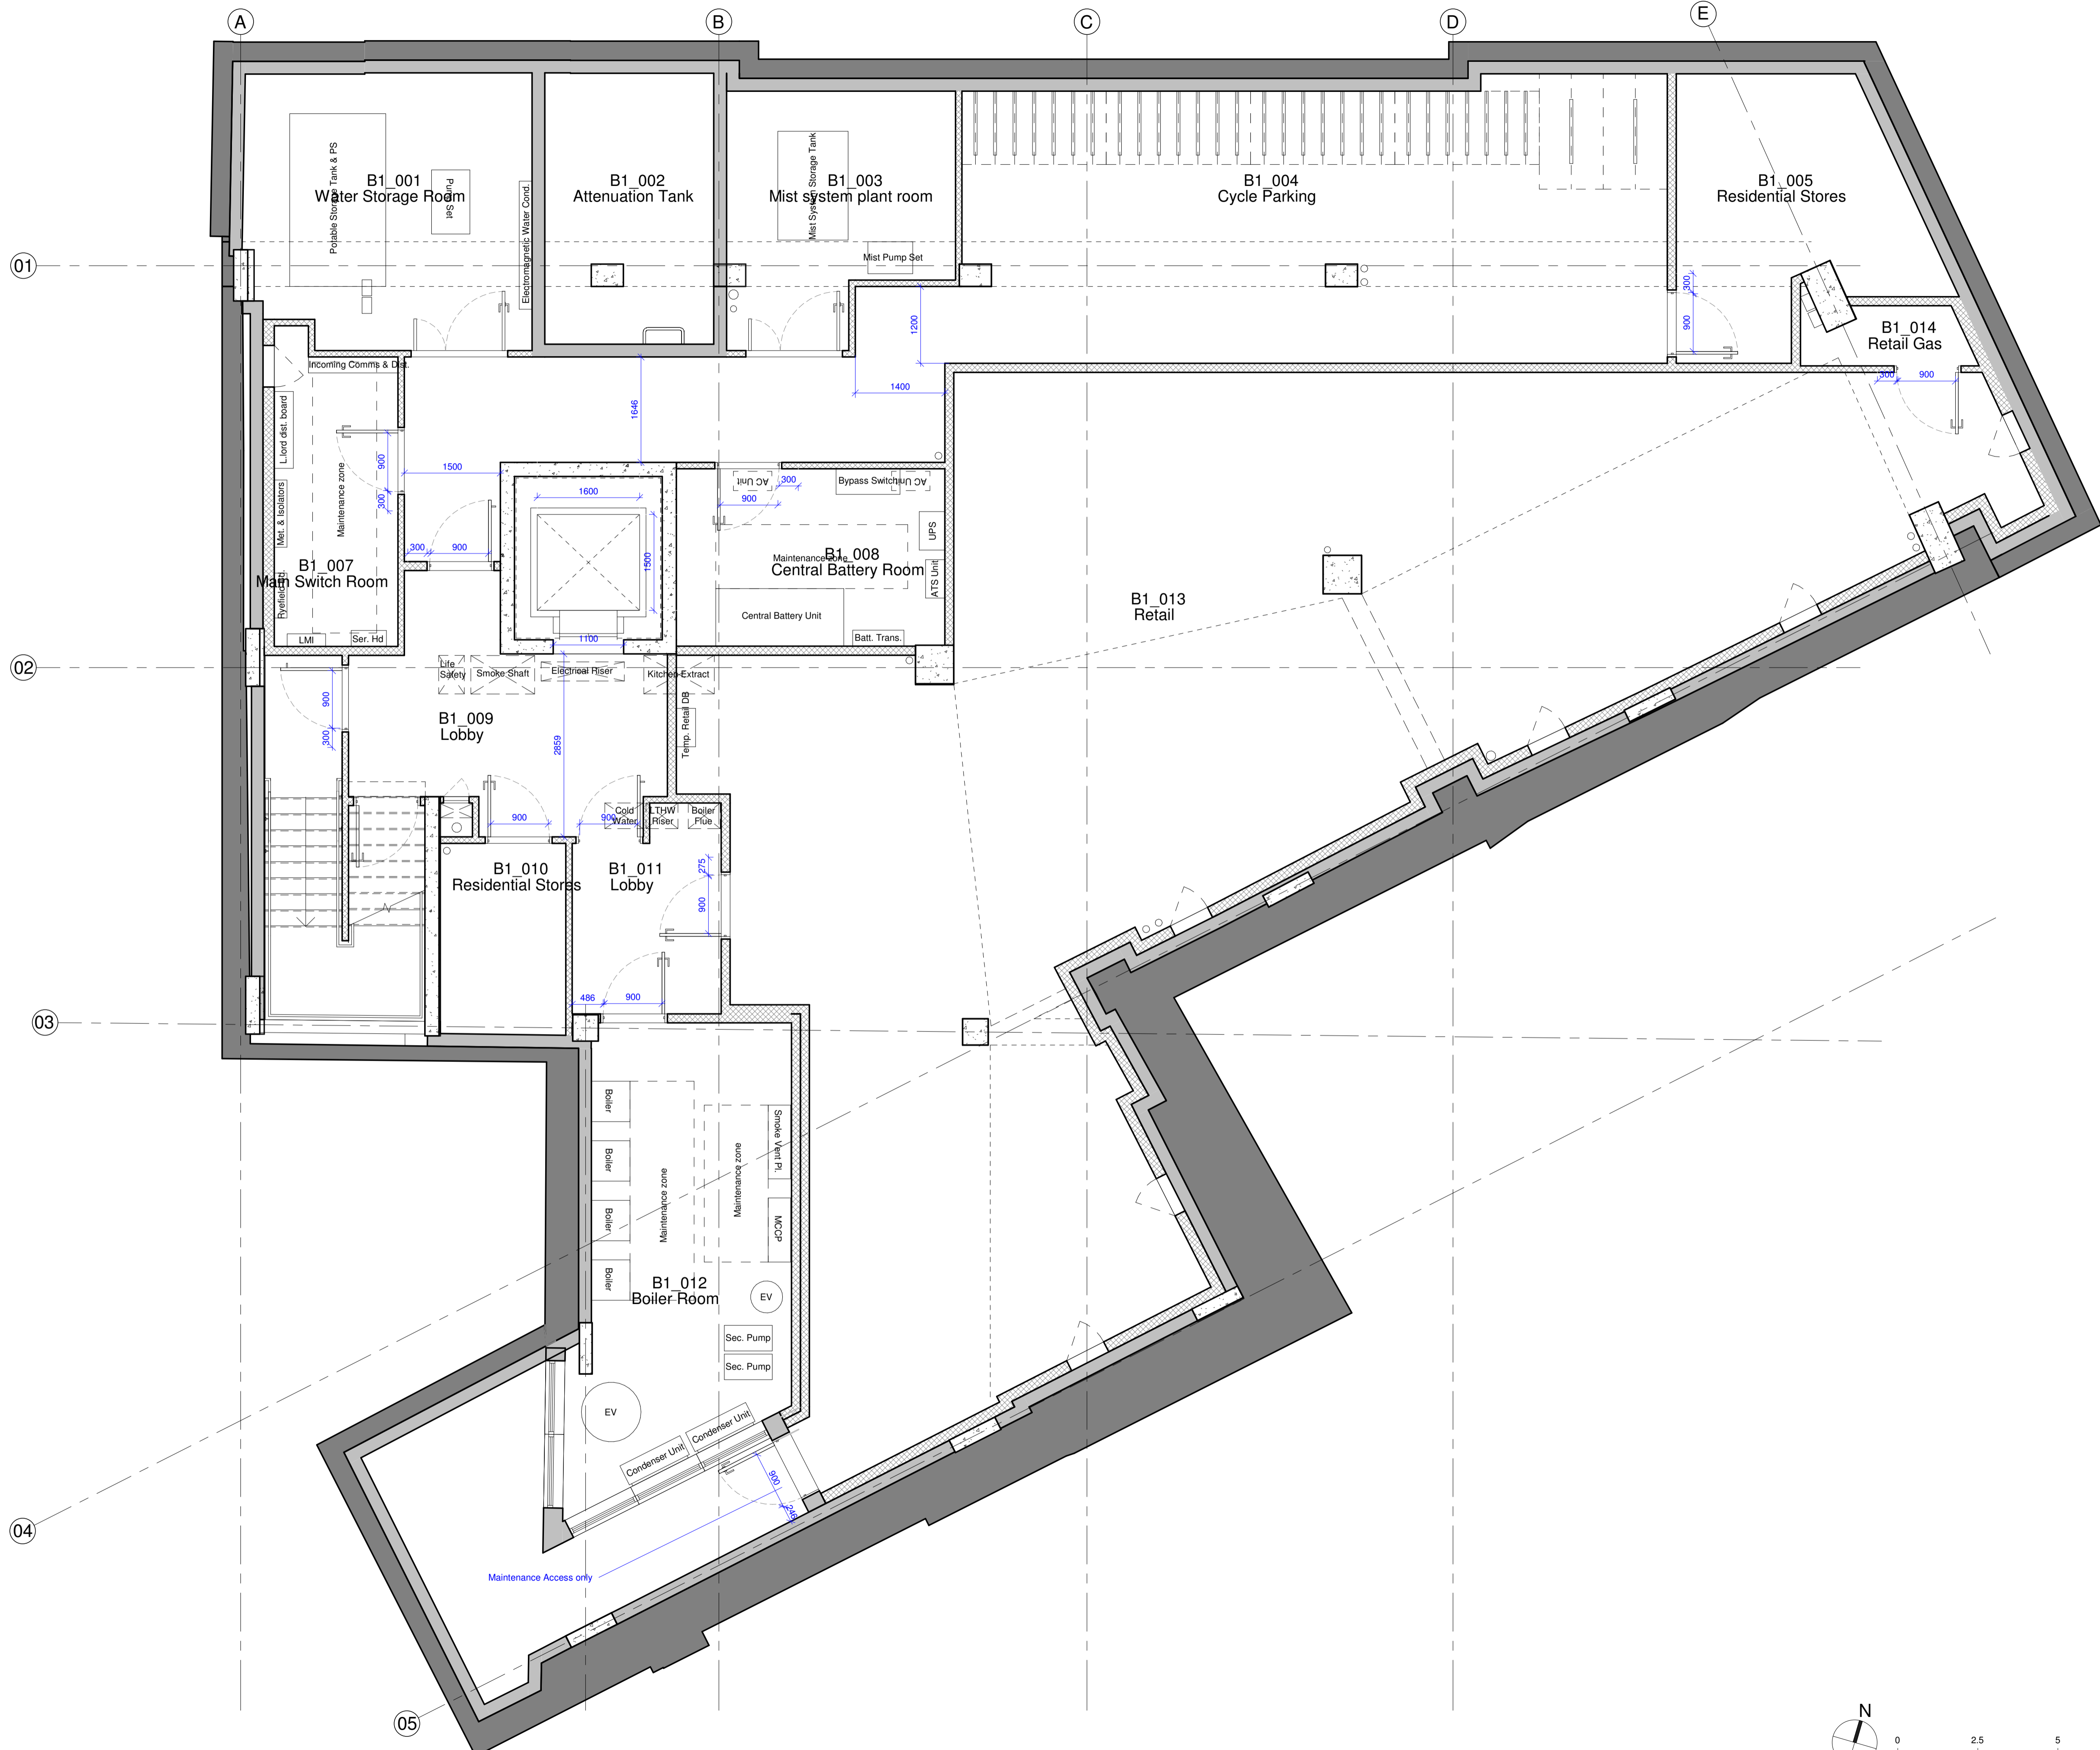 A
B
C
D
E
01
02
03
04
05
B1_001
Water Storage Room
Potable Storage Tank & PS
Pump Set
Electromagnetic Water Cond.
B1_002
Attenuation Tank
B1_003
Mist system plant room
Mist System Storage Tank
Mist Pump Set
B1_004
Cycle Parking
B1_005
Residential Stores
300
900
1200
1400
1646
B1_014
Retail Gas
300
900
Incoming Comms & Dist.
L.lord dist. board
Met. & Isolators
Maintenance zone
900
300
B1_007
Main Switch Room
LMI
Ser. Hd
1500
300
900
1600
1500
1100
AC Unit
300
900
Bypass Switch
AC Unit
UPS
ATS Unit
Maintenance zone
B1_008
Central Battery Room
Central Battery Unit
Batt. Trans.
B1_013
Retail
Life
Safety
Smoke Shaft
Electrical Riser
Kitchen Extract
Temp. Retail DB
900
300
B1_009
Lobby
2859
900
900
Cold
Water
LTHW
Riser
Boiler
Flue
B1_010
Residential Stores
B1_011
Lobby
275
900
486
900
Boiler
Boiler
Boiler
Boiler
Maintenance zone
Maintenance zone
Smoke Vent Pl.
MCCP
B1_012
Boiler Room
EV
Sec. Pump
Sec. Pump
EV
Condenser Unit
Condenser Unit
900
246
Maintenance Access only
N
0
2.5
5